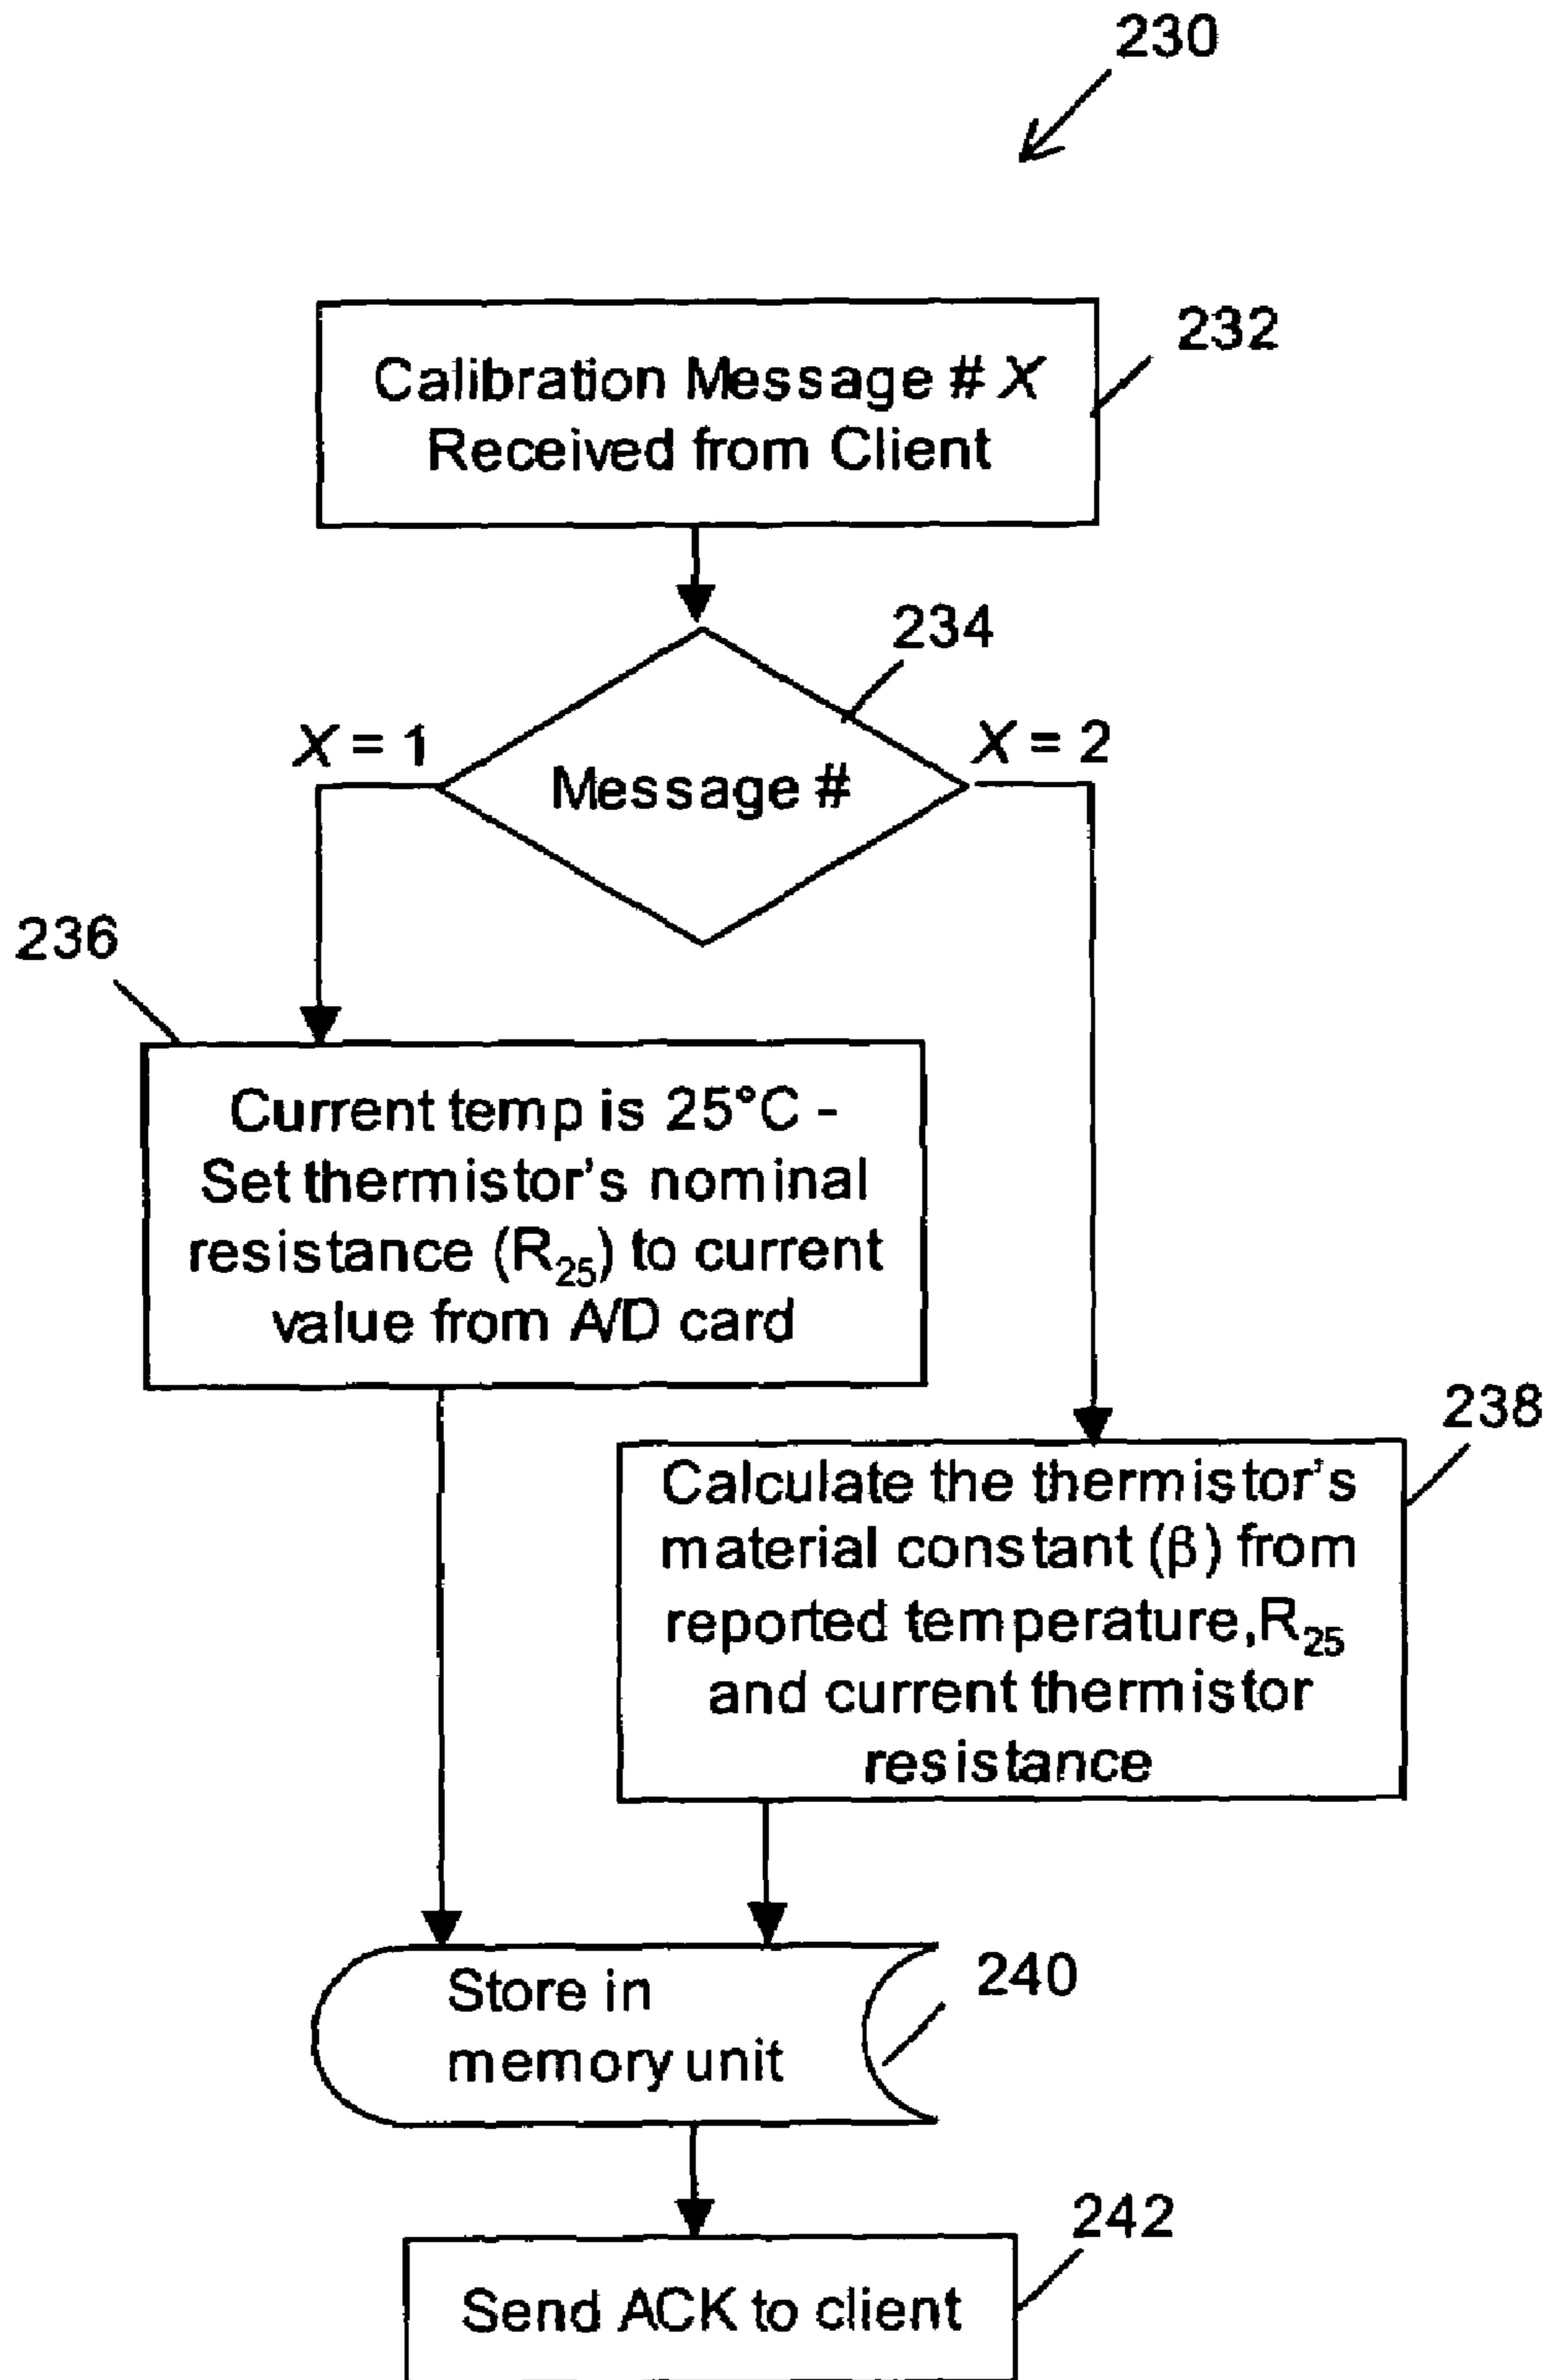 230
232
Calibration Message # X
Received from Client
234
X = 1
X = 2
Message #
236
Current temp is 25°C -
Set thermistor's nominal
resistance (R25) to current
value from A/D card
238
Calculate the thermistor's
material constant (β) from
reported temperature,R25
and current thermistor
resistance
240
Store in
memory unit
242
Send ACK to client